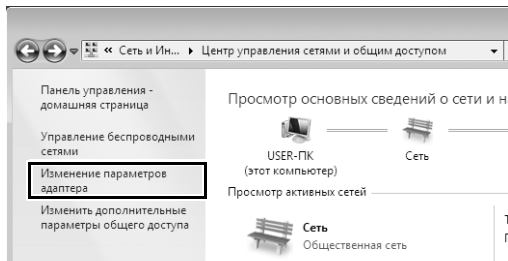 « Сеть и Ин... Центр управления сетями и общим доступом
Панель управления -
домашняя страница
Управление беспроводными
сетями
Изменение параметров
адаптера
Изменить дополнительные
параметры общего доступа
Просмотр основных сведений о сети и н
USER-ПК
(этот компьютер)
Сеть
Просмотр активных сетей
Сеть
Общественная сеть